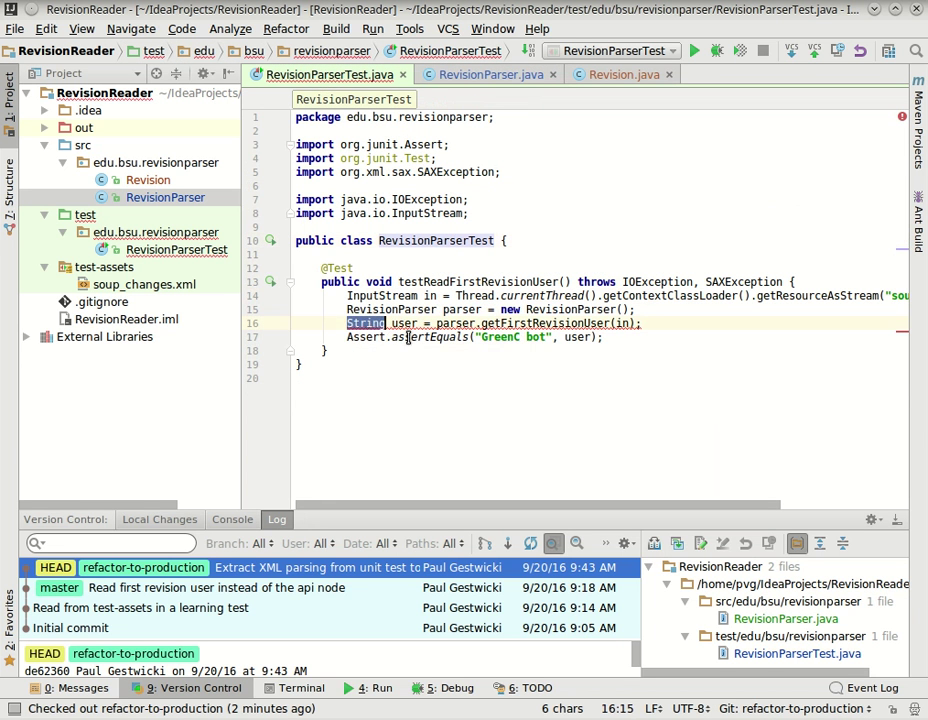 RevisionReader - [~/IdeaProjects/RevisionReader] - [RevisionReader] - ~/IdeaProjects/RevisionReader/test/edu/bsu/revisionparser/RevisionParserTest.java - I...
File Edit View Navigate Code Analyze Refactor Build Run Tools VCS Window Help
RevisionReader test edu bsu revisionparser RevisionParserTest RevisionParserTest VCS VCS
Project RevisionParserTest.java RevisionParser.java Revision.java
RevisionParserTest
1: Project
7: Structure
2: Favorites
RevisionReader ~/IdeaProjects/
.idea
out
src
edu.bsu.revisionparser
Revision
RevisionParser
test
edu.bsu.revisionparser
RevisionParserTest
test-assets
soup_changes.xml
.gitignore
RevisionReader.iml
External Libraries
1 package edu.bsu.revisionparser;
2
3 import org.junit.Assert;
4 import org.junit.Test;
5 import org.xml.sax.SAXException;
6
7 import java.io.IOException;
8 import java.io.InputStream;
9
10 public class RevisionParserTest {
11
12 @Test
13 public void testReadFirstRevisionUser() throws IOException, SAXException {
14 InputStream in = Thread.currentThread().getContextClassLoader().getResourceAsStream("sou
15 RevisionParser parser = new RevisionParser();
16 String user = parser.getFirstRevisionUser(in);
17 Assert.assertEquals("GreenC bot", user);
18 }
19 }
20
Maven Projects
Ant Build
Version Control: Local Changes Console Log
Branch: All User: All Date: All Paths: All
HEAD refactor-to-production Extract XML parsing from unit test to Paul Gestwicki 9/20/16 9:43 AM
master Read first revision user instead of the api node Paul Gestwicki 9/20/16 9:18 AM
Read from test-assets in a learning test Paul Gestwicki 9/20/16 9:14 AM
Initial commit Paul Gestwicki 9/20/16 9:05 AM
HEAD refactor-to-production
de62360 Paul Gestwicki on 9/20/16 at 9:43 AM
RevisionReader 2 files
/home/pvg/IdeaProjects/RevisionReade
src/edu/bsu/revisionparser 1 file
RevisionParser.java
test/edu/bsu/revisionparser 1 file
RevisionParserTest.java
0: Messages 9: Version Control Terminal 4: Run 5: Debug 6: TODO Event Log
Checked out refactor-to-production (2 minutes ago) 6 chars 16:15 LF UTF-8 Git: refactor-to-production